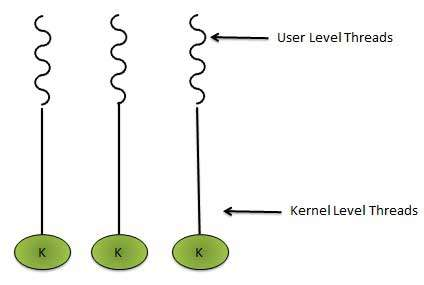 User Level Threads
Kernel Level Threads
K K K